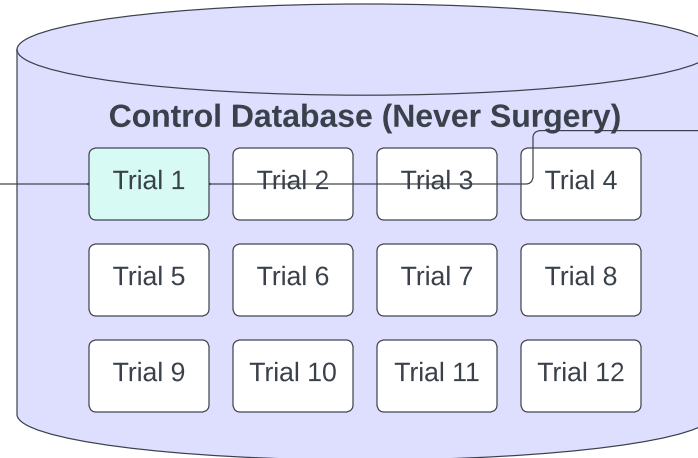 Control Database (Never Surgery)
Trial 1 Trial 2 Trial 3 Trial 4
Trial 5 Trial 6 Trial 7 Trial 8
Trial 9 Trial 10 Trial 11 Trial 12